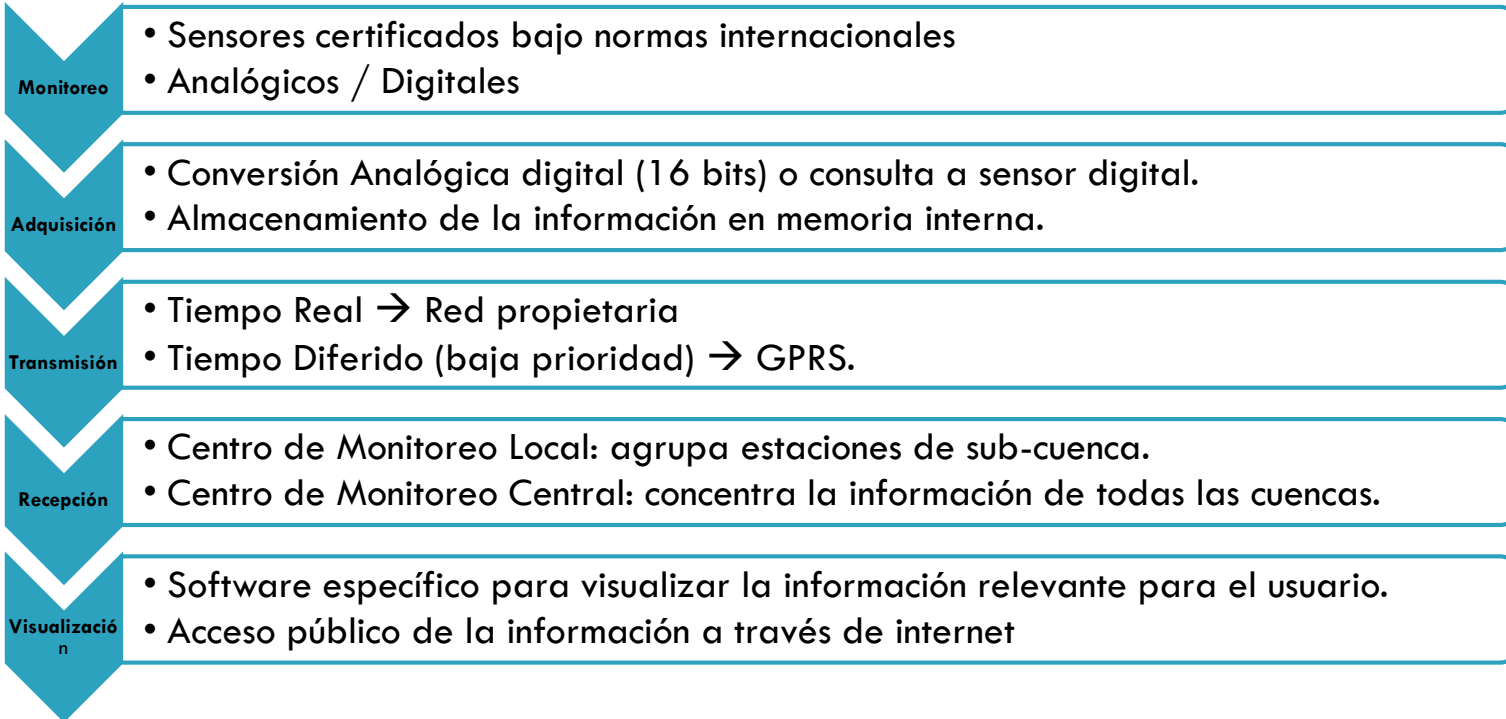 Monitoreo
• Sensores certificados bajo normas internacionales
• Analógicos / Digitales
Adquisición
• Conversión Analógica digital (16 bits) o consulta a sensor digital.
• Almacenamiento de la información en memoria interna.
Transmisión
• Tiempo Real → Red propietaria
• Tiempo Diferido (baja prioridad) → GPRS.
Recepción
• Centro de Monitoreo Local: agrupa estaciones de sub-cuenca.
• Centro de Monitoreo Central: concentra la información de todas las cuencas.
Visualizació
n
• Software específico para visualizar la información relevante para el usuario.
• Acceso público de la información a través de internet